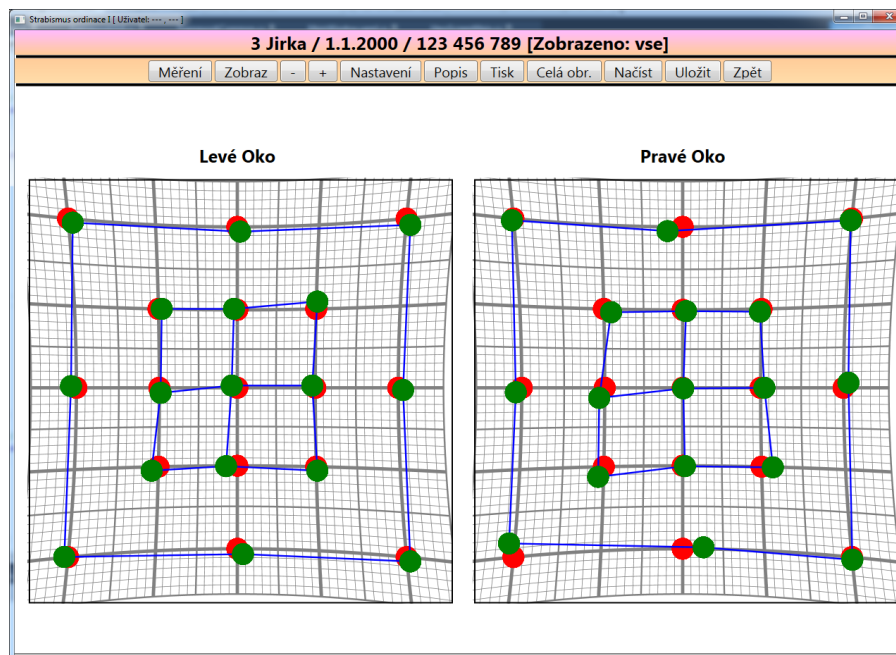 Strabismus ordinace I [ Uživatel: --- , --- ]
3 Jirka / 1.1.2000 / 123 456 789 [Zobrazeno: vse]
Měření Zobraz - + Nastavení Popis Tisk Celá obr. Načíst Uložit Zpět
Levé Oko Pravé Oko